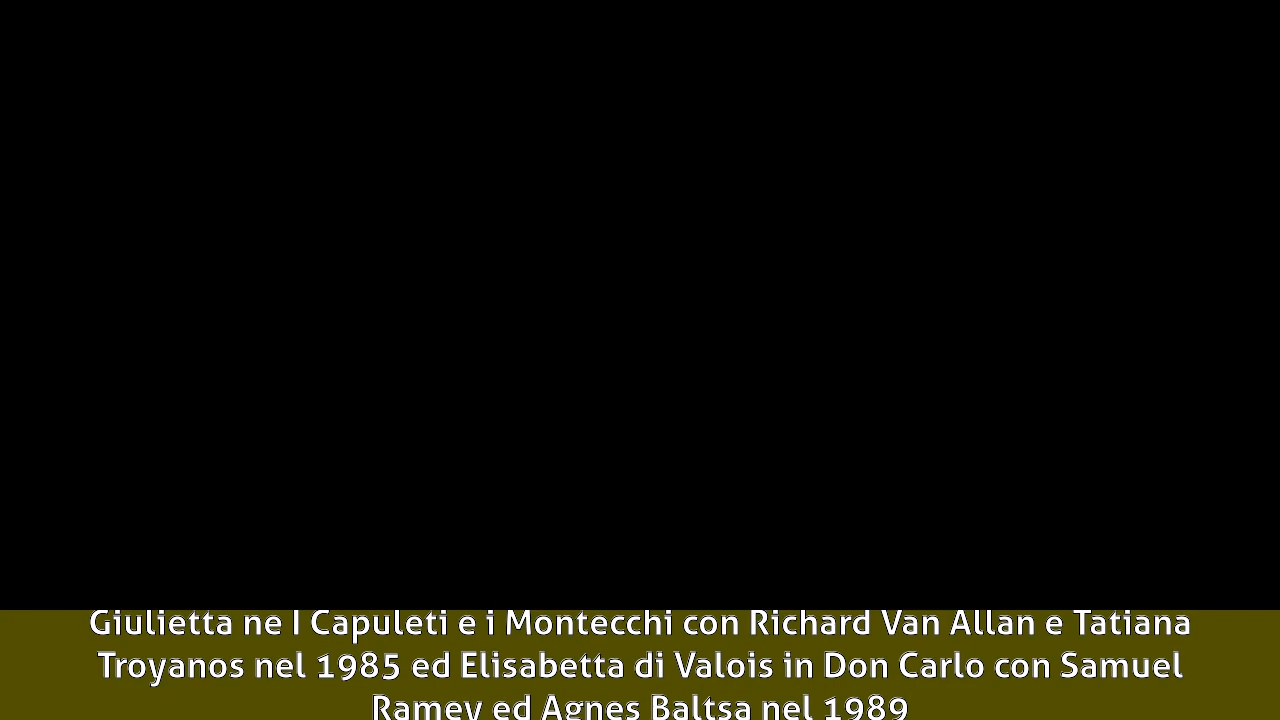 Giulietta ne I Capuleti e i Montecchi con Richard Van Allan e Tatiana
Troyanos nel 1985 ed Elisabetta di Valois in Don Carlo con Samuel
Ramey ed Agnes Baltsa nel 1989